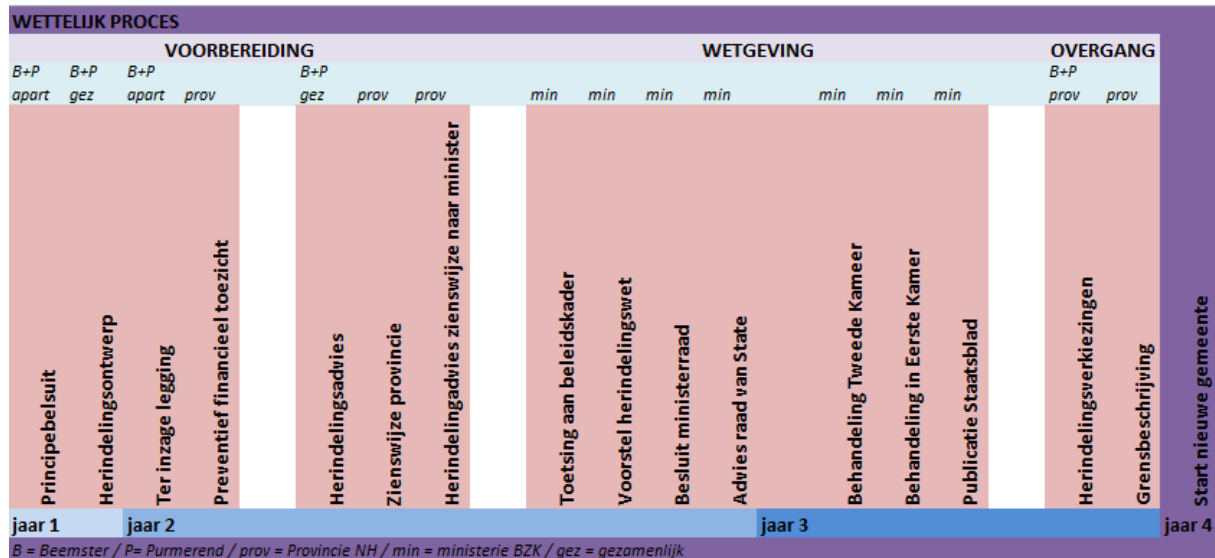 WETTELIJK PROCES
VOORBEREIDING WETGEVING OVERGANG
B+P B+P B+P B+P B+P
apart gez apart prov gez prov prov min min min min min min min prov prov
Principebelsuit
Herindelingsontwerp
Ter inzage legging
Preventief financieel toezicht
Herindelingsadvies
Zienswijze provincie
Herindelingadvies zienswijze naar minister
Toetsing aan beleidskader
Voorstel herindelingswet
Besluit ministerraad
Advies raad van State
Behandeling Tweede Kameer
Behandeling in Eerste Kamer
Publicatie Staatsblad
Herindelingsverkiezingen
Grensbeschrijving
Start nieuwe gemeente
jaar 1 jaar 2 jaar 3 jaar 4
B = Beemster / P= Purmerend / prov = Provincie NH / min = ministerie BZK / gez = gezamenlijk